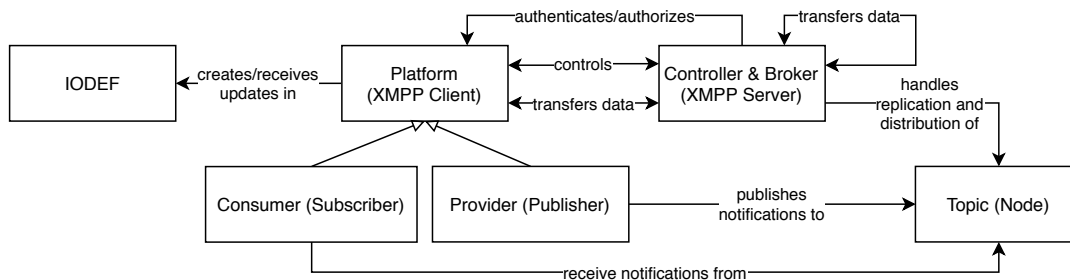 authenticates/authorizes
transfers data
IODEF
creates/receives
updates in
Platform
(XMPP Client)
controls
transfers data
Controller & Broker
(XMPP Server)
handles
replication and
distribution of
Consumer (Subscriber)
Provider (Publisher)
publishes
notifications to
Topic (Node)
receive notifications from